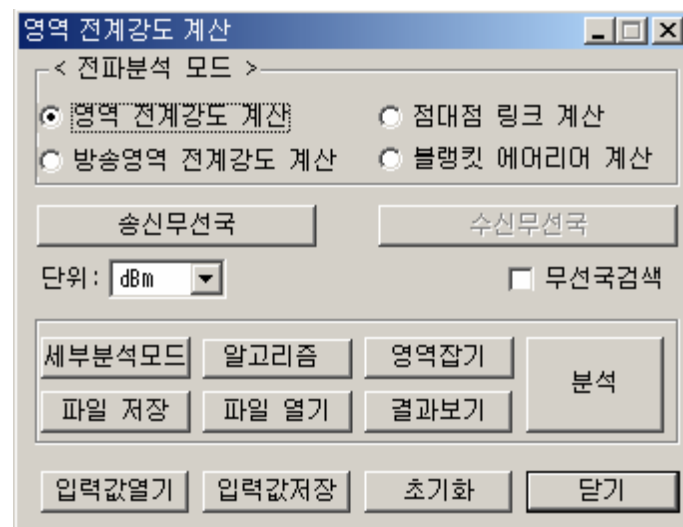 영역 전계강도 계산
< 전파분석 모드 >
영역 전계강도 계산 점대점 링크 계산
방송영역 전계강도 계산 블랭킷 에어리어 계산
송신무선국 수신무선국
단위: dBm 무선국검색
세부분석모드 알고리즘 영역잡기 분석
파일 저장 파일 열기 결과보기
입력값열기 입력값저장 초기화 닫기